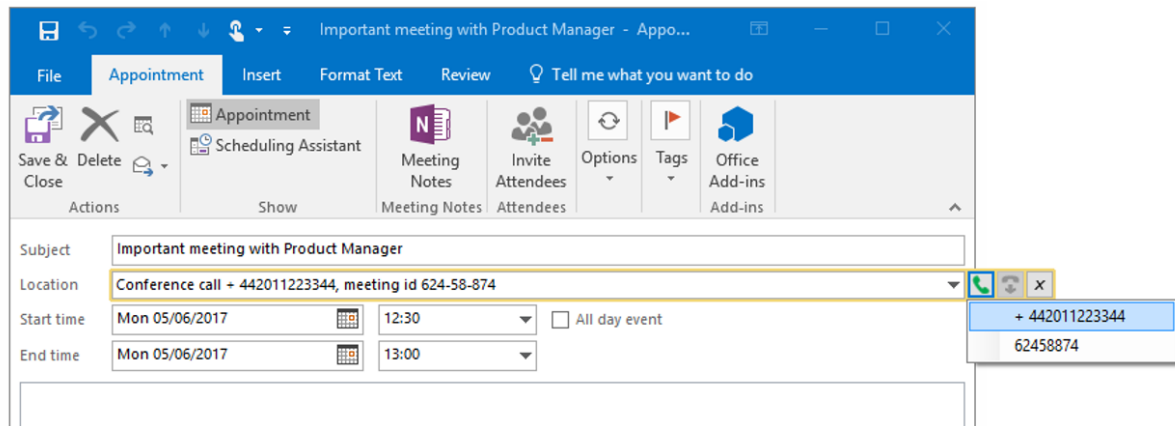 Important meeting with Product Manager - Appo...
File Appointment Insert Format Text Review Tell me what you want to do
Save & Close
Delete
Appointment
Scheduling Assistant
Meeting Notes
Invite Attendees
Options
Tags
Office Add-ins
Actions Show Meeting Notes Attendees Add-ins
Subject Important meeting with Product Manager
Location Conference call + 442011223344, meeting id 624-58-874 x
+ 442011223344
Start time Mon 05/06/2017 12:30 All day event
62458874
End time Mon 05/06/2017 13:00